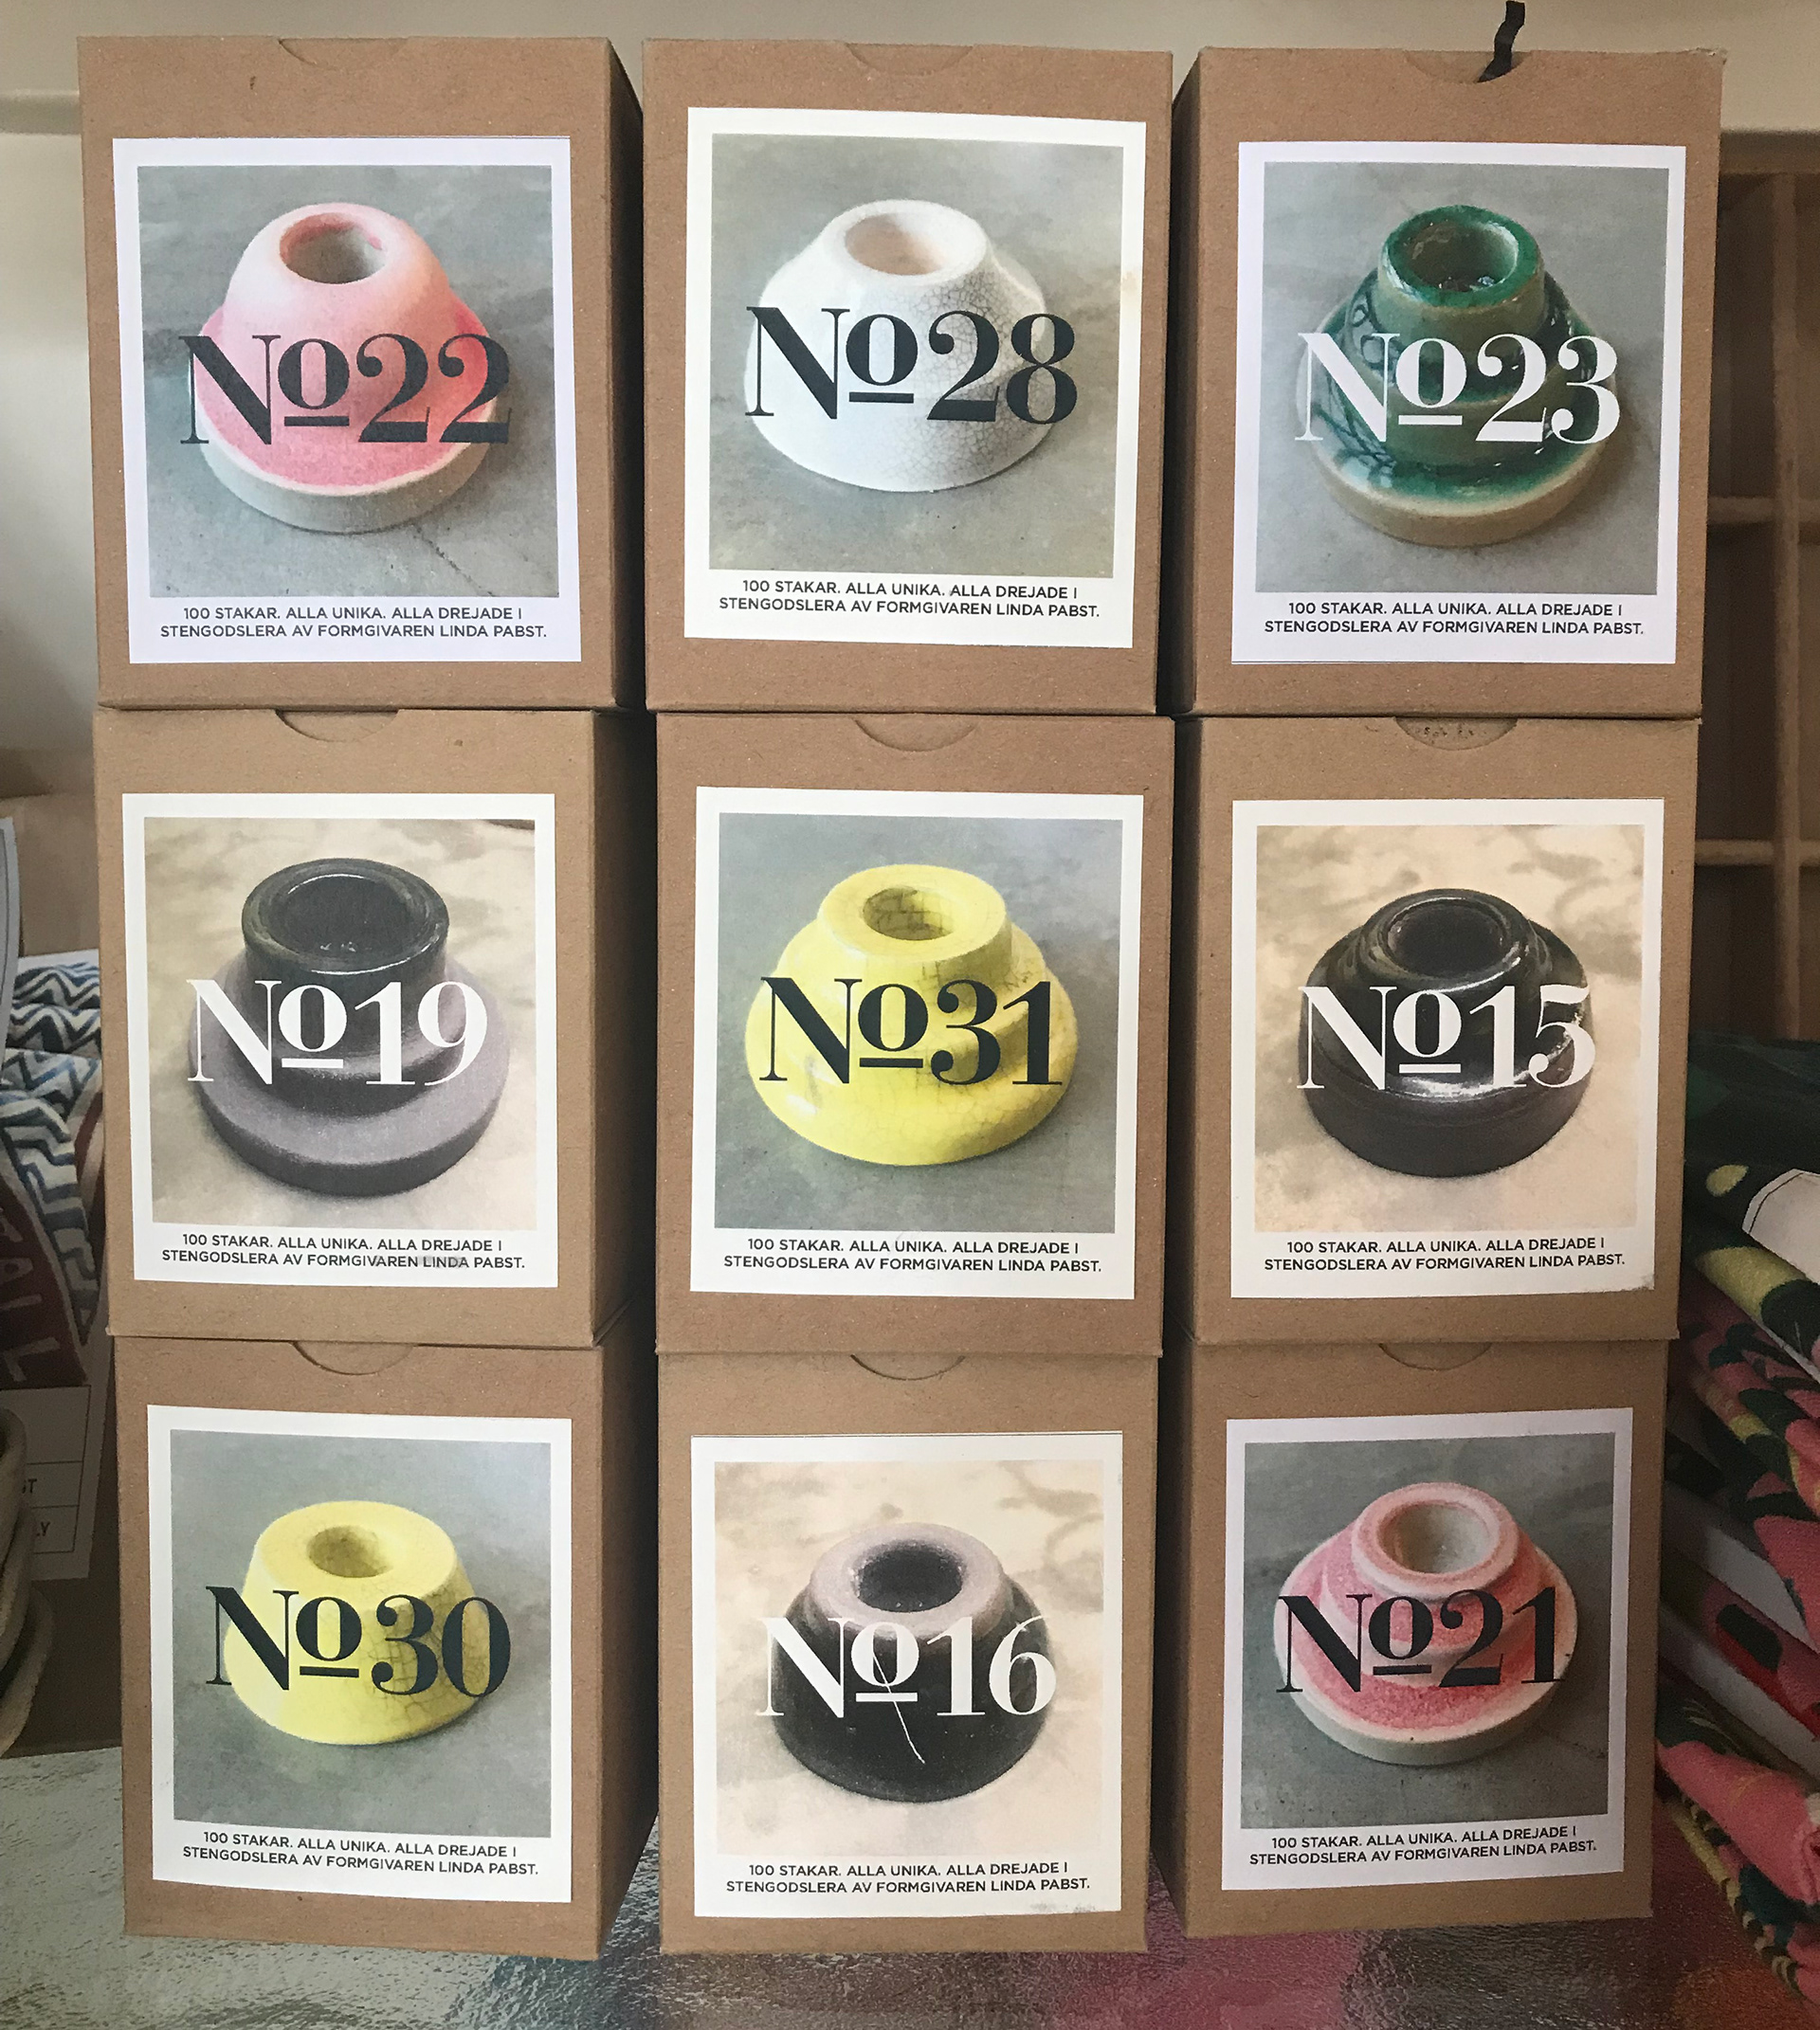 No22
100 STAKAR. ALLA UNIKA. ALLA DREJADE I
STENGODSLERA AV FORMGIVAREN LINDA PABST.
No28
100 STAKAR. ALLA UNIKA. ALLA DREJADE I
STENGODSLERA AV FORMGIVAREN LINDA PABST.
No23
100 STAKAR. ALLA UNIKA. ALLA DREJADE I
STENGODSLERA AV FORMGIVAREN LINDA PABST.
No19
100 STAKAR. ALLA UNIKA. ALLA DREJADE I
STENGODSLERA AV FORMGIVAREN LINDA PABST.
No31
100 STAKAR. ALLA UNIKA. ALLA DREJADE I
STENGODSLERA AV FORMGIVAREN LINDA PABST.
No15
100 STAKAR. ALLA UNIKA. ALLA DREJADE I
STENGODSLERA AV FORMGIVAREN LINDA PABST.
No30
100 STAKAR. ALLA UNIKA. ALLA DREJADE I
STENGODSLERA AV FORMGIVAREN LINDA PABST.
No16
100 STAKAR. ALLA UNIKA. ALLA DREJADE I
STENGODSLERA AV FORMGIVAREN LINDA PABST.
No21
100 STAKAR. ALLA UNIKA. ALLA DREJADE I
STENGODSLERA AV FORMGIVAREN LINDA PABST.